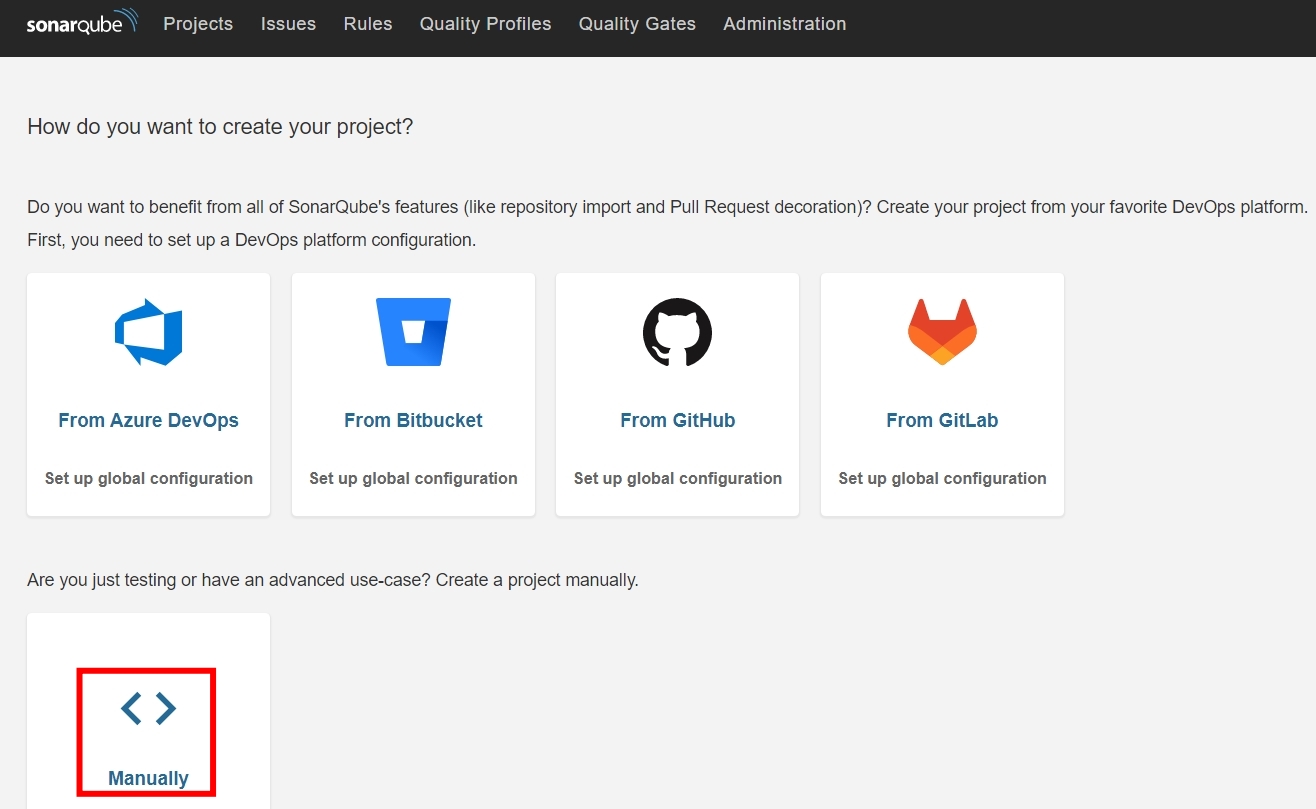 sonarqube Projects Issues Rules Quality Profiles Quality Gates Administration
How do you want to create your project?
Do you want to benefit from all of SonarQube's features (like repository import and Pull Request decoration)? Create your project from your favorite DevOps platform.
First, you need to set up a DevOps platform configuration.
From Azure DevOps From Bitbucket From GitHub From GitLab
Set up global configuration Set up global configuration Set up global configuration Set up global configuration
Are you just testing or have an advanced use-case? Create a project manually.
Manually